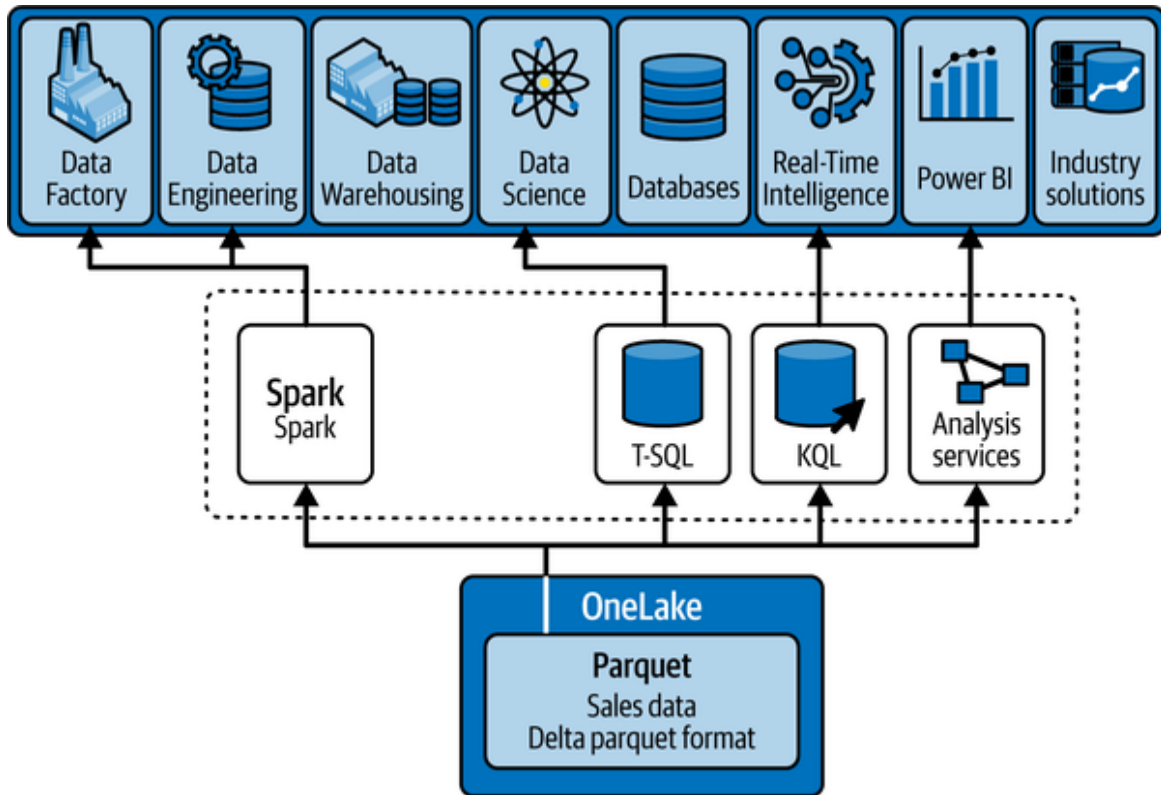 Data
Factory
Data
Engineering
Data
Warehousing
Data
Science
Databases
Real-Time
Intelligence
Power BI
Industry
solutions
Spark
Spark
T-SQL
KQL
Analysis
services
OneLake
Parquet
Sales data
Delta parquet format